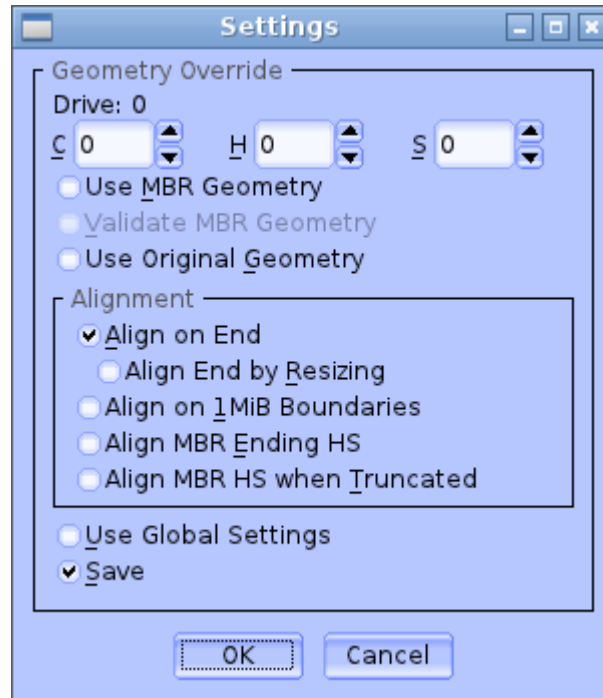 Settings
Geometry Override
Drive: 0
C 0 H 0 S 0
Use MBR Geometry
Validate MBR Geometry
Use Original Geometry
Alignment
Align on End
Align End by Resizing
Align on 1MiB Boundaries
Align MBR Ending HS
Align MBR HS when Truncated
Use Global Settings
Save
OK Cancel